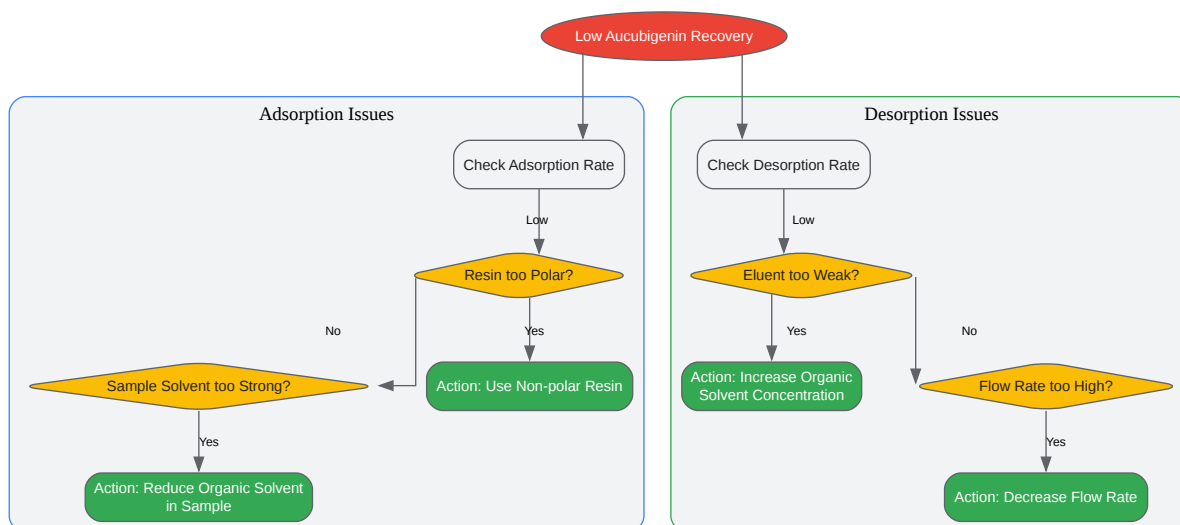 Low Aucubigenin Recovery
Adsorption Issues
Desorption Issues
Check Adsorption Rate
Check Desorption Rate
Low
Low
Resin too Polar?
Eluent too Weak?
No
Yes
Yes
No
Sample Solvent too Strong?
Action: Use Non-polar Resin
Action: Increase Organic
Solvent Concentration
Flow Rate too High?
Yes
Yes
Action: Reduce Organic Solvent
in Sample
Action: Decrease Flow Rate